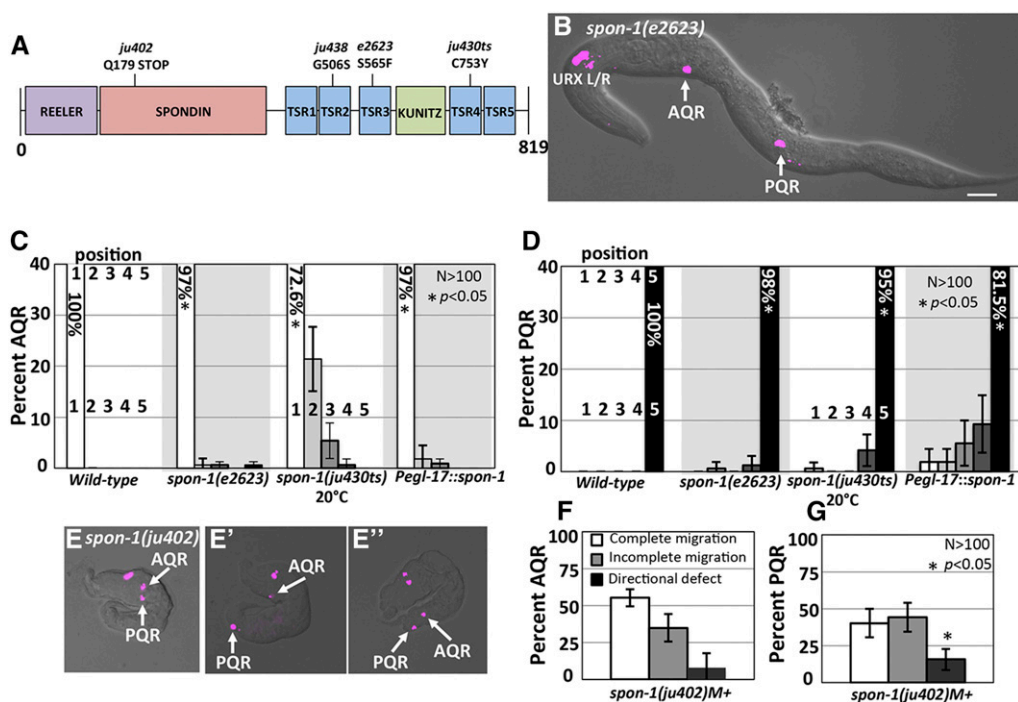 A
ju402
Q179 STOP
ju438
G506S
e2623
S565F
ju430ts
C753Y
REELER
SPONDIN
TSR1
TSR2
TSR3
KUNITZ
TSR4
TSR5
0
819
B
spon-1(e2623)
URX L/R
AQR
PQR
C
position
Percent AQR
40
30
20
10
0
1 2 3 4 5
100%
97%*
72.6%*
97%*
N>100
* p<0.05
1 2 3 4 5
1 2 3 4 5
Wild-type
spon-1(e2623)
spon-1(ju430ts)
20°C
Pegl-17::spon-1
D
position
Percent PQR
40
30
20
10
0
1 2 3 4 5
100%
98%*
95%*
81.5%*
N>100
* p<0.05
1 2 3 4 5
1 2 3 4 5
Wild-type
spon-1(e2623)
spon-1(ju430ts)
20°C
Pegl-17::spon-1
E spon-1(ju402)
AQR
PQR
E'
AQR
PQR
E''
PQR
AQR
F
Percent AQR
100
75
50
25
0
Complete migration
Incomplete migration
Directional defect
spon-1(ju402)M+
G
Percent PQR
100
75
50
25
0
N>100
* p<0.05
*
spon-1(ju402)M+